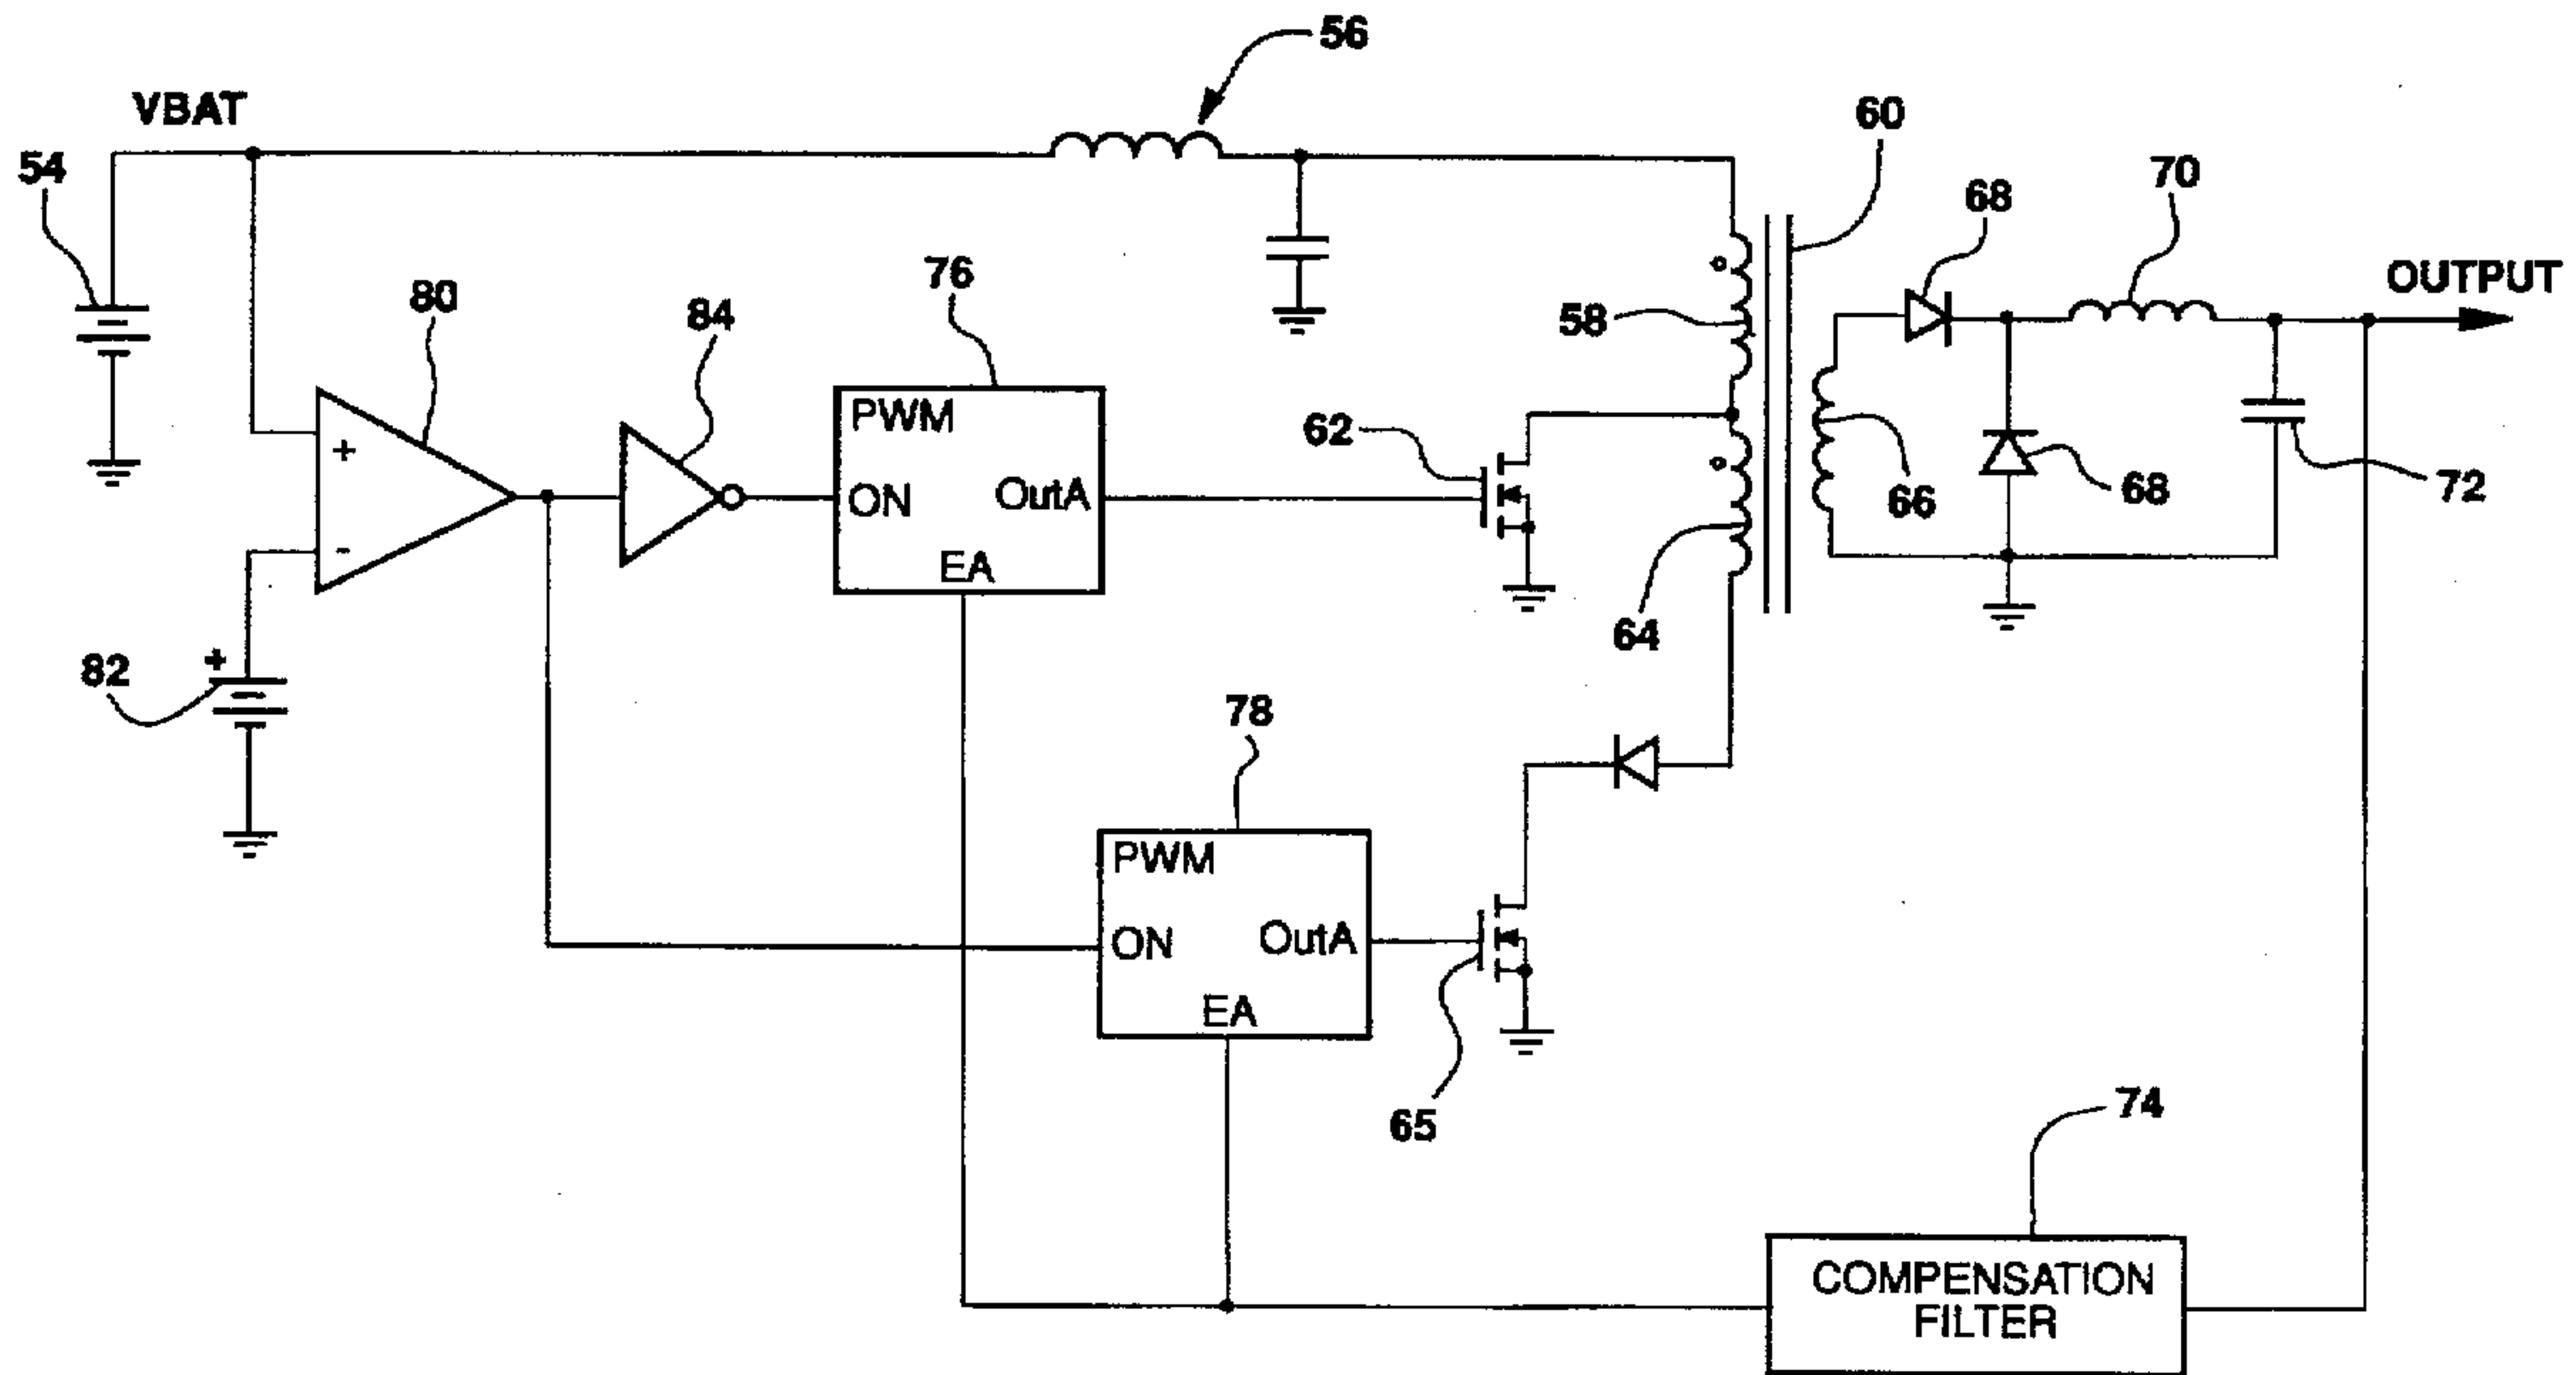 56
VBAT
60
54
68
70
OUTPUT
76
80
84
58
PWM
62
+
ON
OutA
66
68
72
-
EA
64
82
+
78
PWM
ON
OutA
EA
65
74
COMPENSATION
FILTER